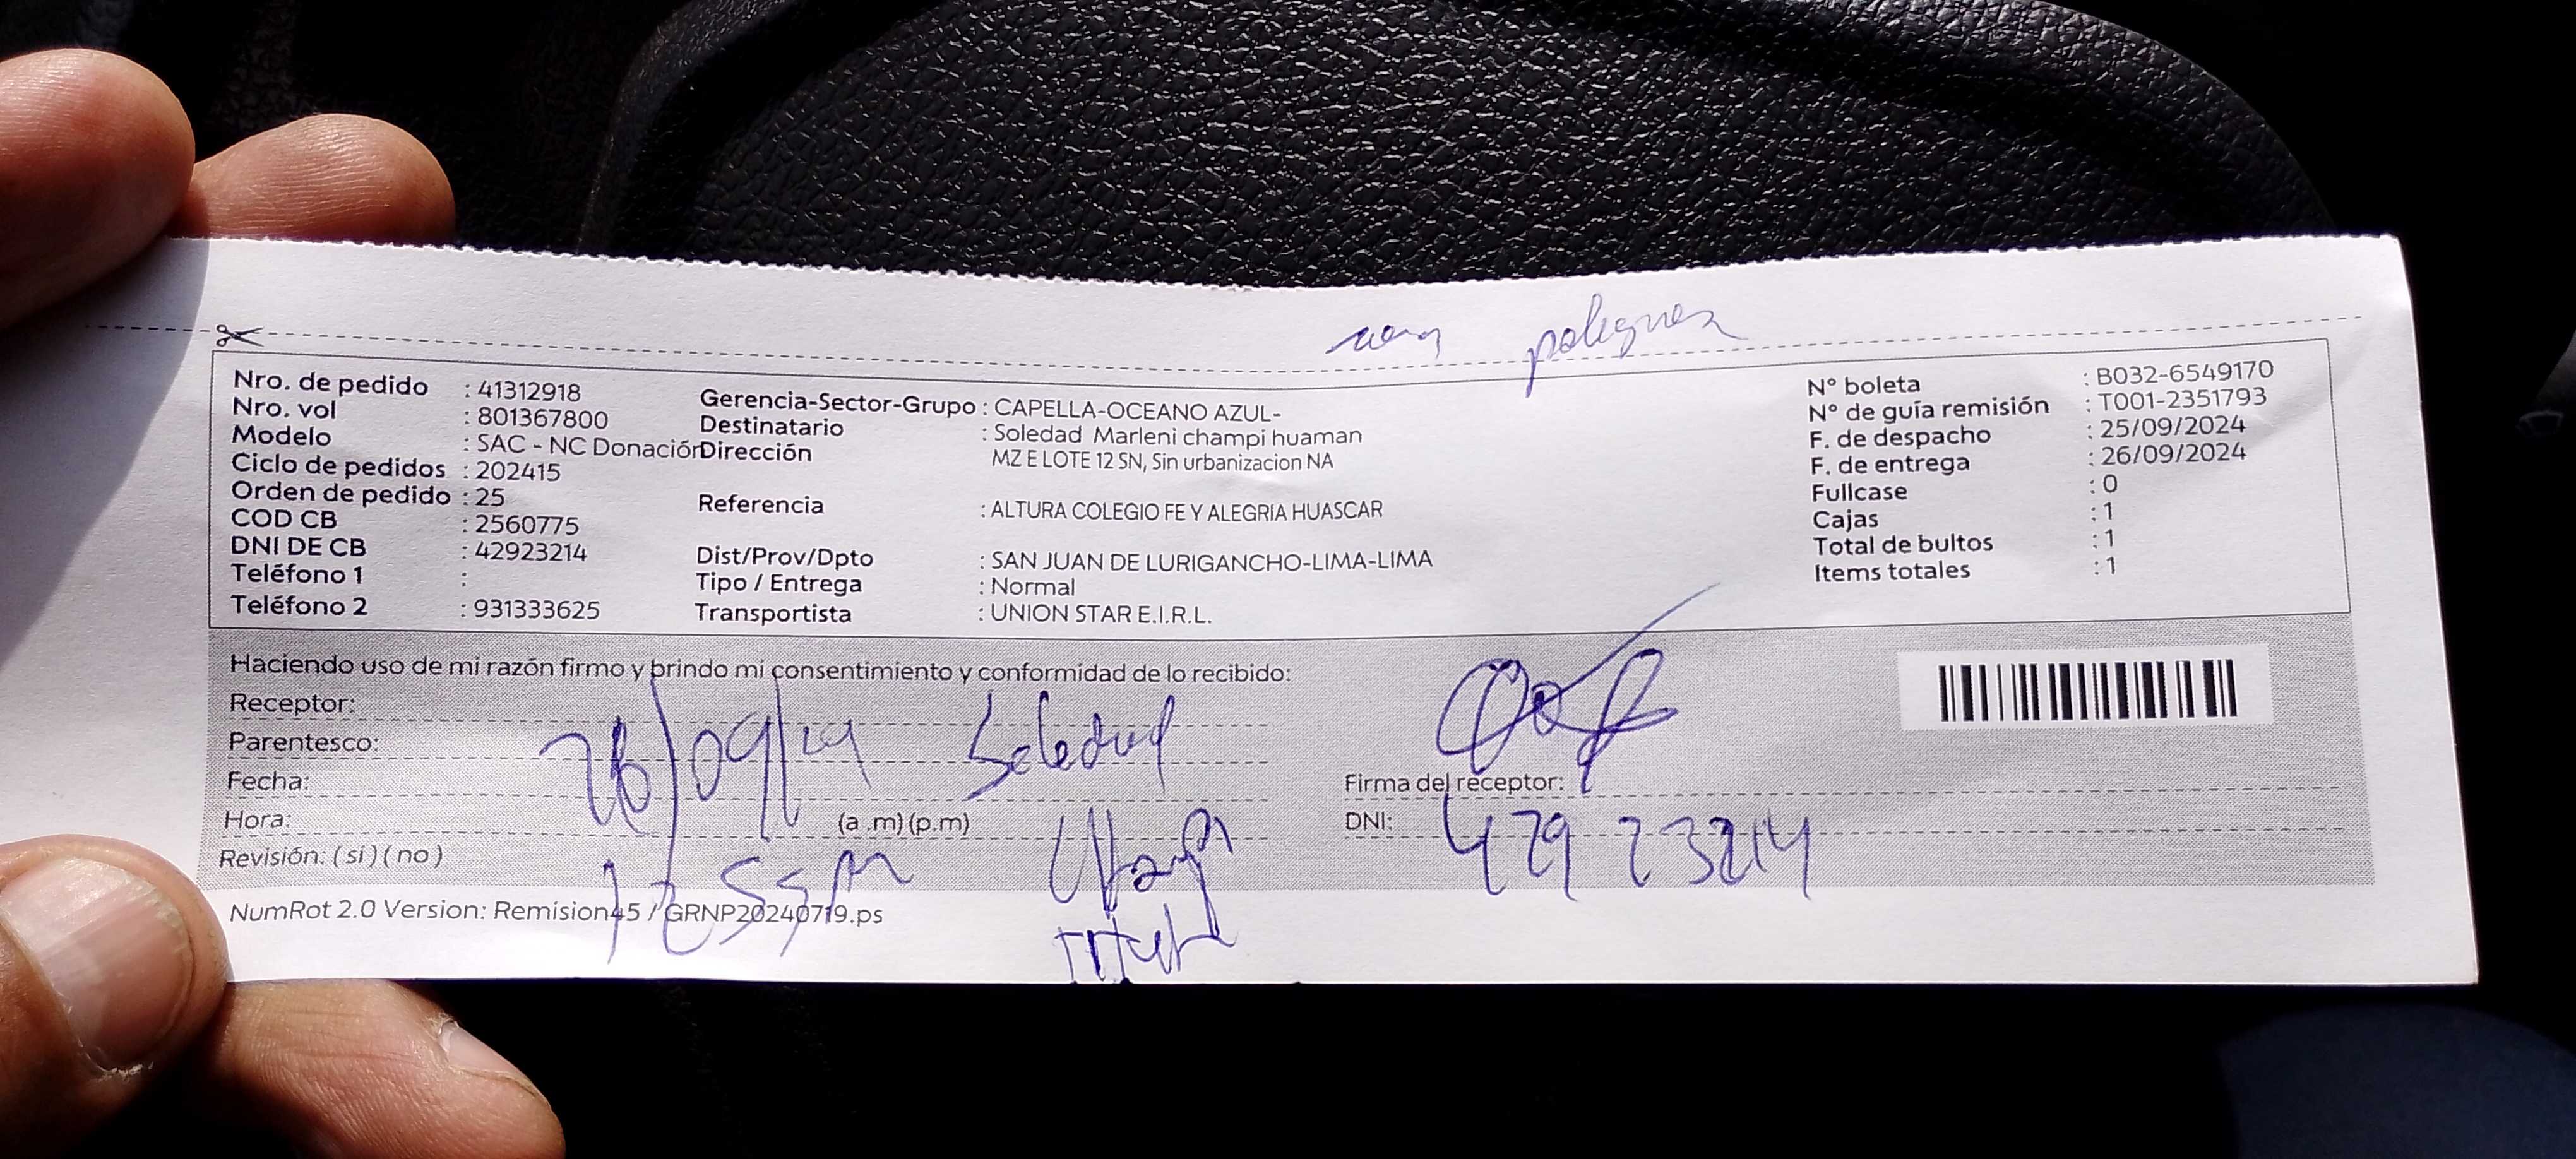 polignea
Nro. de pedido : 41312918
Nro. vol : 801367800
Modelo : SAC - NC Donación
Ciclo de pedidos : 202415
Orden de pedido : 25
COD CB : 2560775
DNI DE CB : 42923214
Teléfono 1 :
Teléfono 2 : 931333625
Gerencia-Sector-Grupo : CAPELLA-OCEANO AZUL-
Destinatario : Soledad Marleni champi huaman
Dirección MZ E LOTE 12 SN, Sin urbanizacion NA
Referencia : ALTURA COLEGIO FE Y ALEGRIA HUASCAR
Dist/Prov/Dpto : SAN JUAN DE LURIGANCHO-LIMA-LIMA
Tipo / Entrega : Normal
Transportista : UNION STAR E.I.R.L.
N° boleta : B032-6549170
N° de guía remisión : T001-2351793
F. de despacho : 25/09/2024
F. de entrega : 26/09/2024
Fullcase : 0
Cajas : 1
Total de bultos : 1
Items totales : 1
Haciendo uso de mi razón firmo y brindo mi consentimiento y conformidad de lo recibido:
Receptor:
Parentesco:
26/09/24 Soledad
Fecha:
Hora: (a .m) (p.m)
Revisión: ( si ) ( no )
Firma del receptor:
DNI: 42923214
NumRot 2.0 Version: Remision45 / GRNP20240719.ps